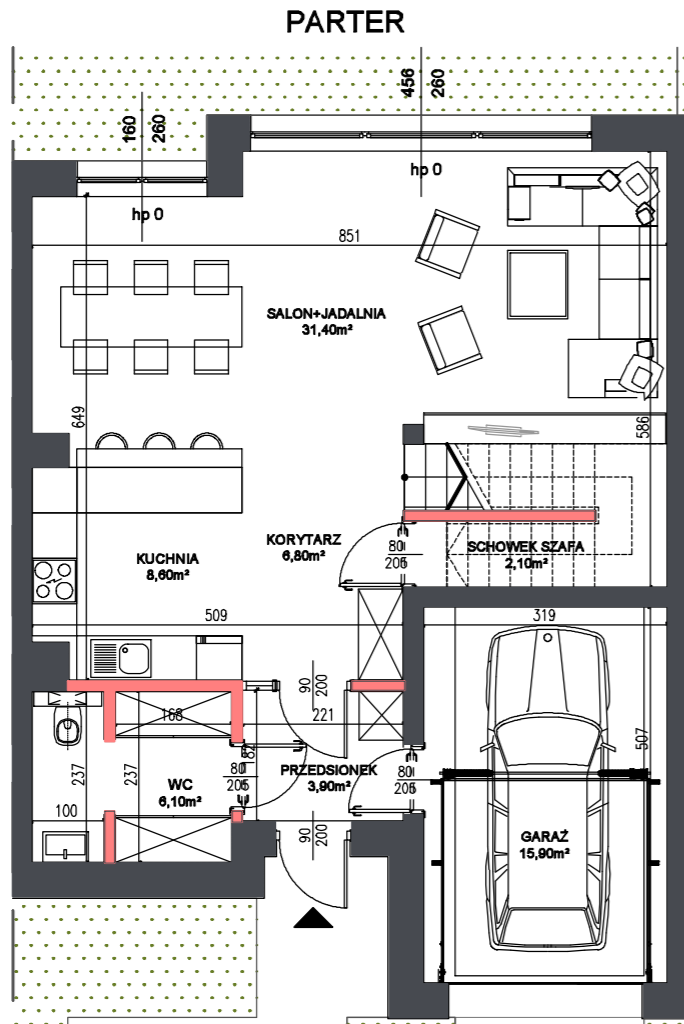 PARTER
456
260
160
260
hp 0
hp 0
851
SALON+JADALNIA
31,40m²
649
586
KORYTARZ
6,80m²
80
205
SCHOWEK SZAFA
2,10m²
KUCHNIA
8,60m²
509
319
90
200
168
221
82
507
237
237
WC
6,10m²
80
205
PRZEDSIONEK
3,90m²
80
205
100
90
200
GARAŻ
15,90m²